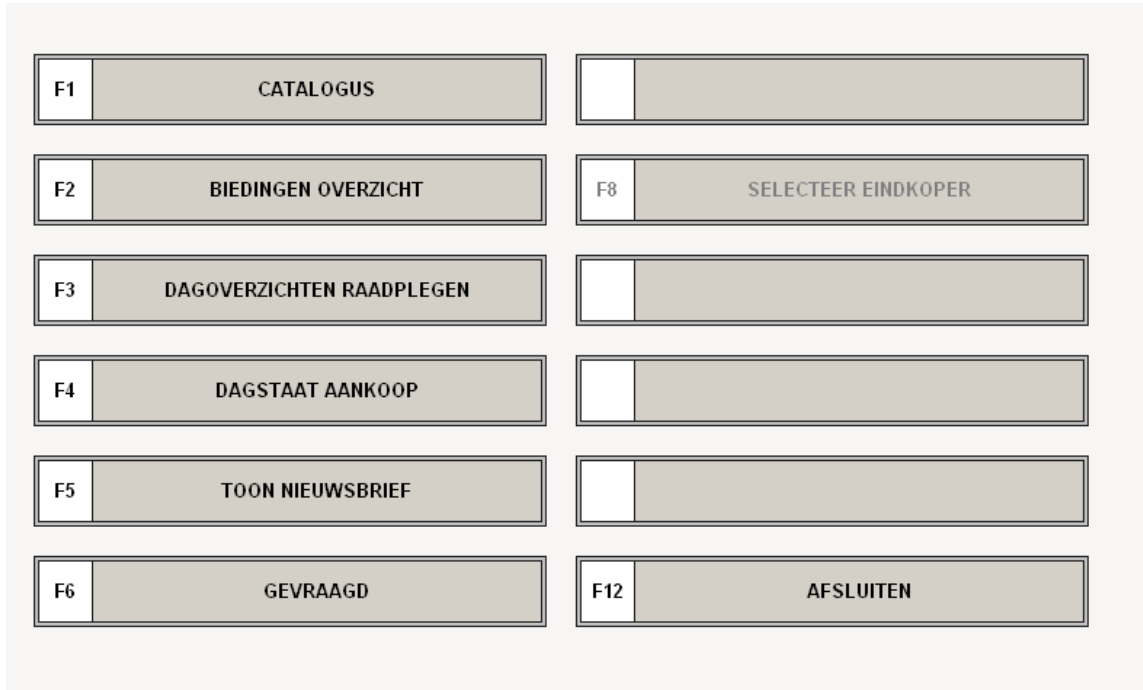 F1 CATALOGUS
F2 BIEDINGEN OVERZICHT
F8 SELECTEER EINDKOPER
F3 DAGOVERZICHTEN RAADPLEGEN
F4 DAGSTAAT AANKOOP
F5 TOON NIEUWSBRIEF
F6 GEVRAAGD
F12 AFSLUITEN